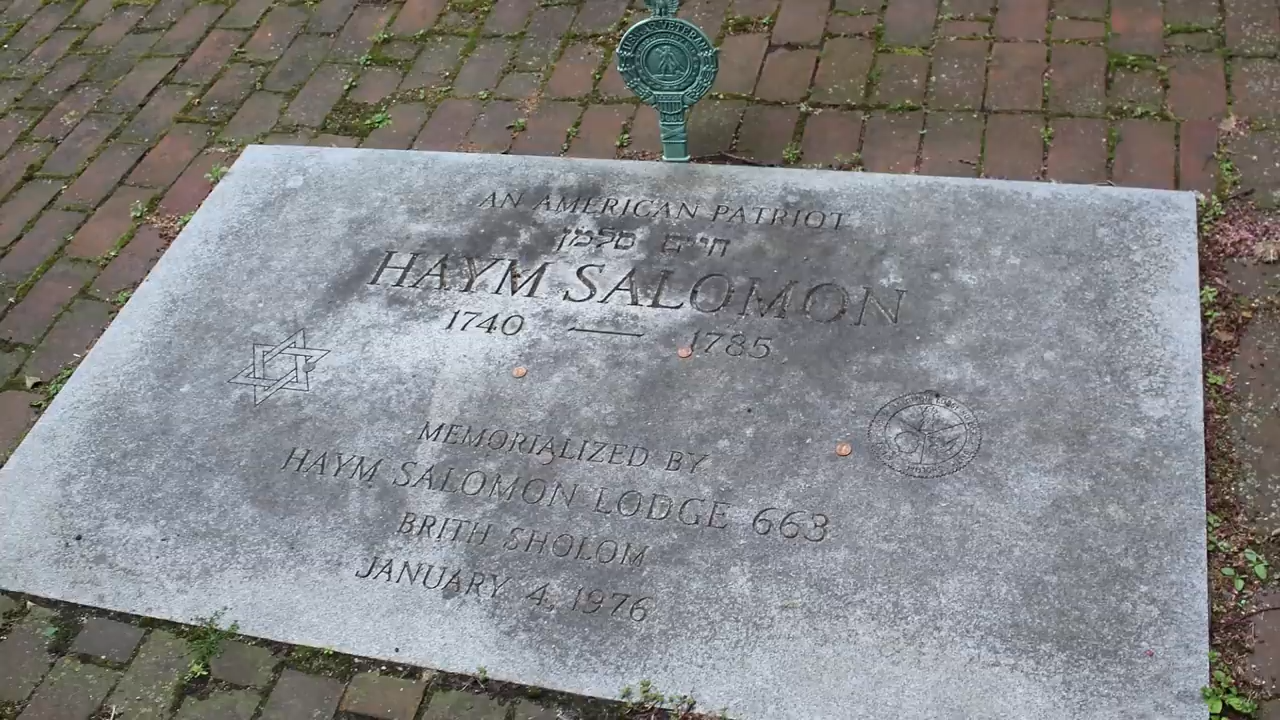 AN AMERICAN PATRIOT
חיים סלמן
HAYM SALOMON
1740 — 1785
MEMORIALIZED BY
HAYM SALOMON LODGE 663
BRITH SHOLOM
JANUARY 4, 1976